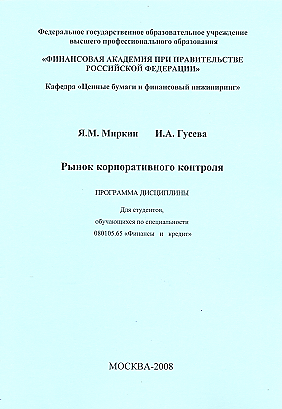 Федеральное государственное образовательное учреждение
высшего профессионального образования
«ФИНАНСОВАЯ АКАДЕМИЯ ПРИ ПРАВИТЕЛЬСТВЕ
РОССИЙСКОЙ ФЕДЕРАЦИИ»
Кафедра «Ценные бумаги и финансовый инжиниринг»
Я.М. Миркин И.А. Гусева
Рынок корпоративного контроля
ПРОГРАММА ДИСЦИПЛИНЫ
Для студентов,
обучающихся по специальности
080105.65 «Финансы и кредит»
МОСКВА-2008